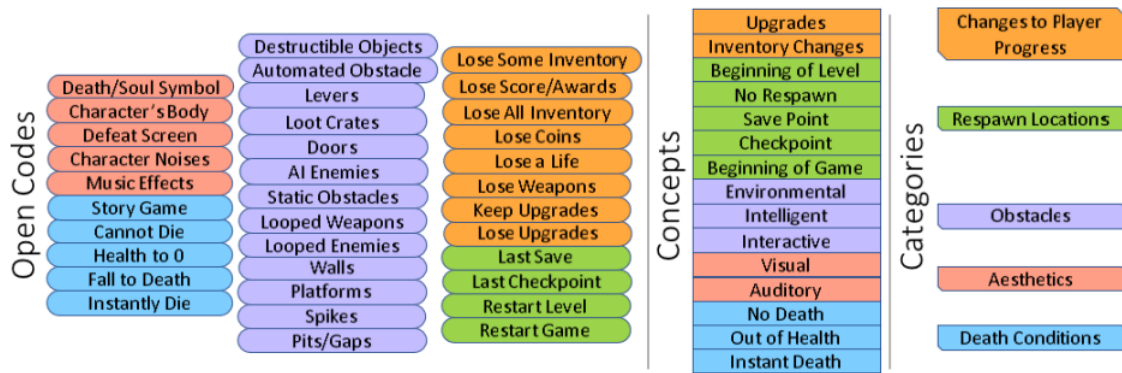 Open Codes
Death/Soul Symbol
Character's Body
Defeat Screen
Character Noises
Music Effects
Story Game
Cannot Die
Health to 0
Fall to Death
Instantly Die
Destructible Objects
Automated Obstacle
Levers
Loot Crates
Doors
AI Enemies
Static Obstacles
Looped Weapons
Looped Enemies
Walls
Platforms
Spikes
Pits/Gaps
Lose Some Inventory
Lose Score/Awards
Lose All Inventory
Lose Coins
Lose a Life
Lose Weapons
Keep Upgrades
Lose Upgrades
Last Save
Last Checkpoint
Restart Level
Restart Game
Concepts
Upgrades
Inventory Changes
Beginning of Level
No Respawn
Save Point
Checkpoint
Beginning of Game
Environmental
Intelligent
Interactive
Visual
Auditory
No Death
Out of Health
Instant Death
Categories
Changes to Player
Progress
Respawn Locations
Obstacles
Aesthetics
Death Conditions